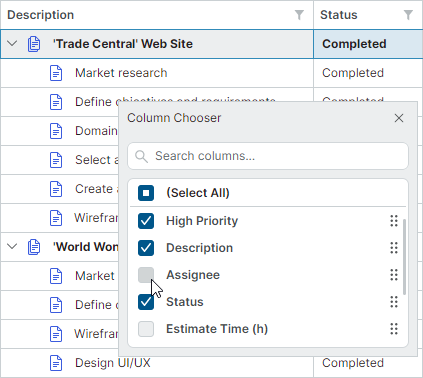 Description Status
'Trade Central' Web Site Completed
Market research Completed
Define objectives and requirements Completed
Domain
Select a
Create a
Wirefram
'World Won
Market
Define o
Wirefram
Design UI/UX Completed
Column Chooser
Search columns...
(Select All)
High Priority
Description
Assignee
Status
Estimate Time (h)